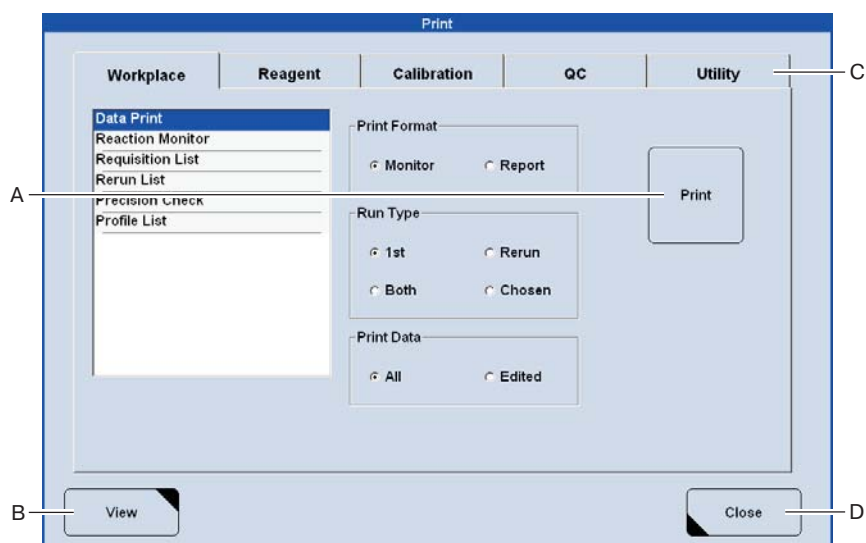 Print
Workplace
Reagent
Calibration
QC
Utility
C
Data Print
Reaction Monitor
Requisition List
Rerun List
Precision Check
Profile List
Print Format
Monitor
Report
A
Print
Run Type
1st
Rerun
Both
Chosen
Print Data
All
Edited
B
View
Close
D